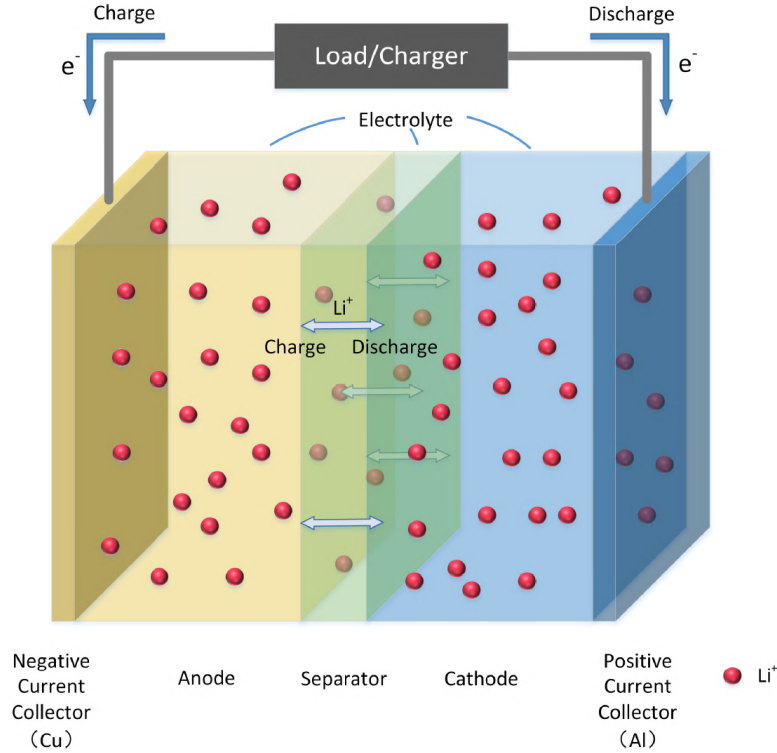 Charge
Discharge
e⁻
Load/Charger
e⁻
Electrolyte
Li⁺
Charge
Discharge
Negative
Current
Collector
（Cu）
Anode
Separator
Cathode
Positive
Current
Collector
（Al）
Li⁺